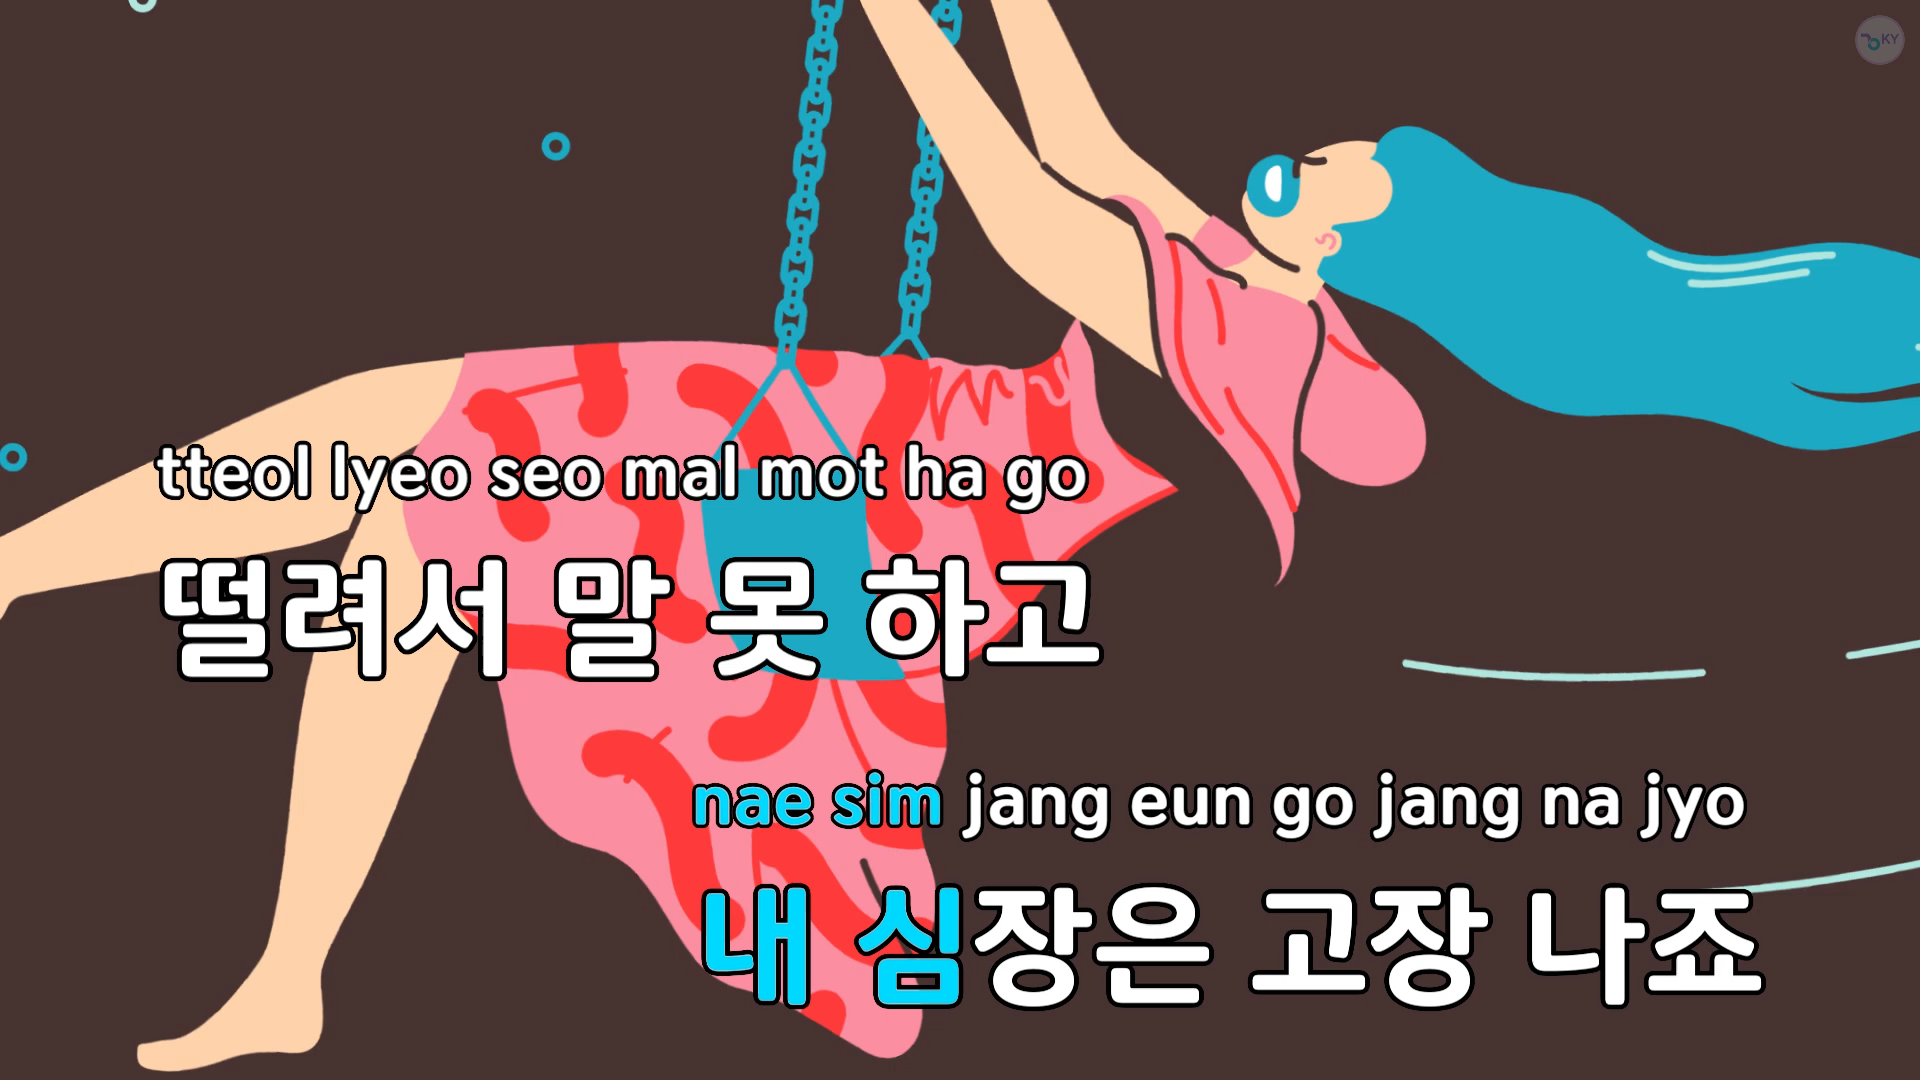 KY
tteol lyeo seo mal mot ha go
떨려서 말 못 하고
nae sim jang eun go jang na jyo
내 심장은 고장 나죠